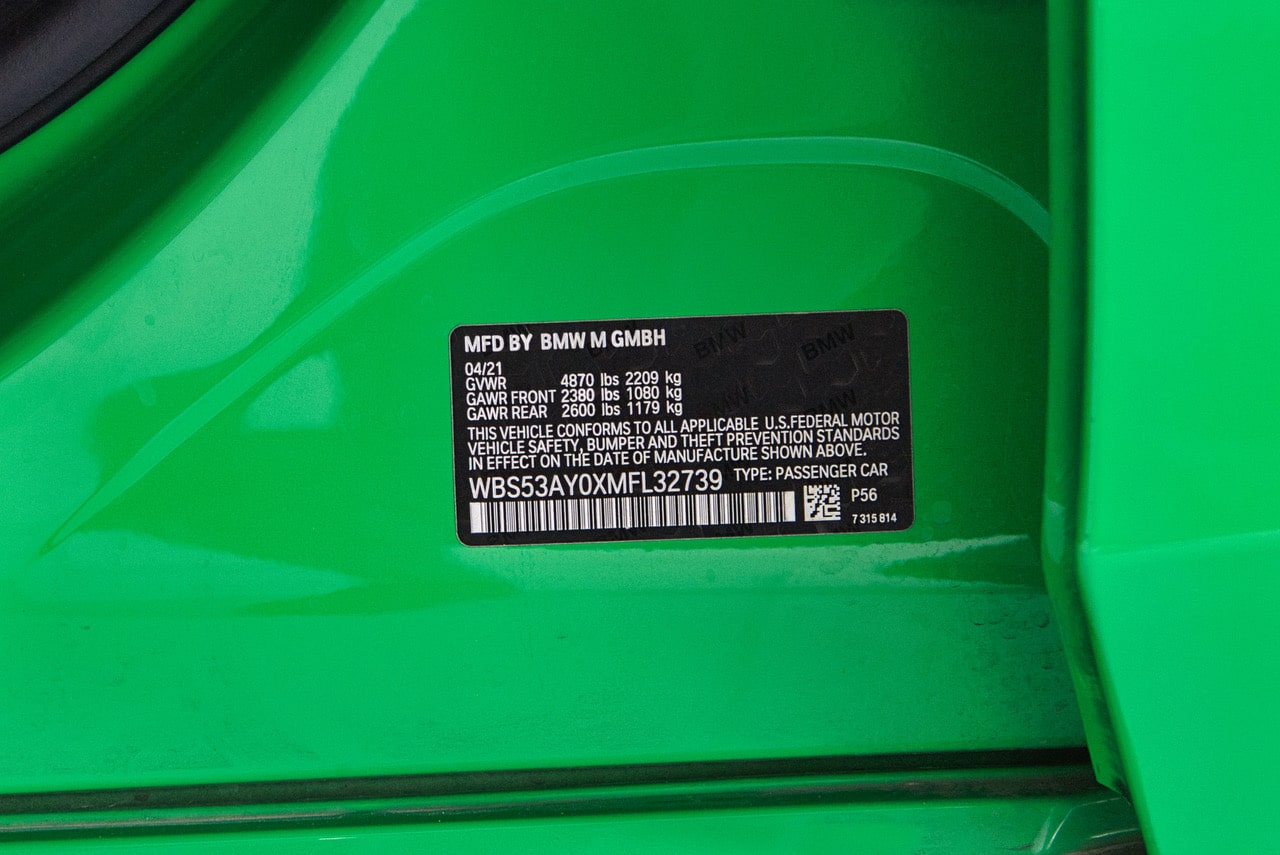 MFD BY BMW M GMBH
04/21
GVWR 4870 lbs 2209 kg
GAWR FRONT 2380 lbs 1080 kg
GAWR REAR 2600 lbs 1179 kg
THIS VEHICLE CONFORMS TO ALL APPLICABLE U.S.FEDERAL MOTOR
VEHICLE SAFETY, BUMPER AND THEFT PREVENTION STANDARDS
IN EFFECT ON THE DATE OF MANUFACTURE SHOWN ABOVE.
WBS53AY0XMFL32739 TYPE: PASSENGER CAR
P56
7 315 814
BMW
BMW